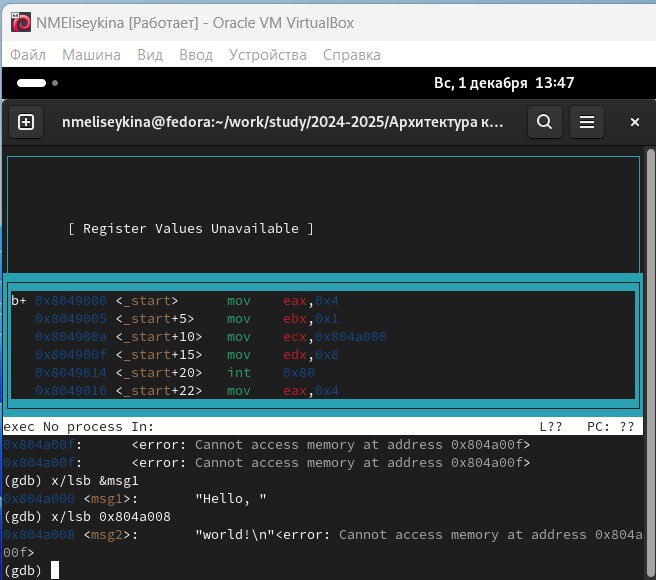 NMEliseykina [Работает] - Oracle VM VirtualBox
Файл Машина Вид Ввод Устройства Справка
Вс, 1 декабря 13:47
nmeliseykina@fedora:~/work/study/2024-2025/Архитектура к...
[ Register Values Unavailable ]
b+ 0x8049000 <_start> mov eax,0x4
0x8049005 <_start+5> mov ebx,0x1
0x804900a <_start+10> mov ecx,0x804a000
0x804900f <_start+15> mov edx,0x8
0x8049014 <_start+20> int 0x80
0x8049016 <_start+22> mov eax,0x4
exec No process In: L?? PC: ??
0x804a00f: <error: Cannot access memory at address 0x804a00f>
0x804a00f: <error: Cannot access memory at address 0x804a00f>
(gdb) x/lsb &msg1
0x804a000 <msg1>: "Hello, "
(gdb) x/lsb 0x804a008
0x804a008 <msg2>: "world!\n"<error: Cannot access memory at address 0x804a
00f>
(gdb)